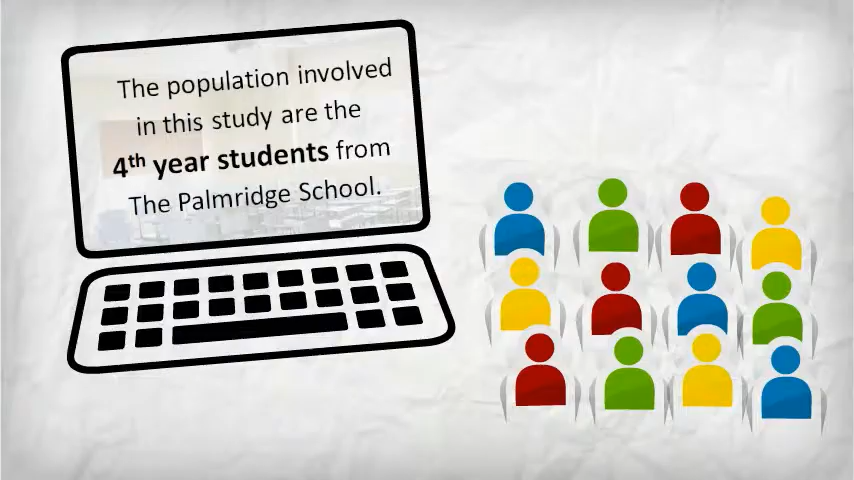 The population involved
in this study are the
4th year students from
The Palmridge School.